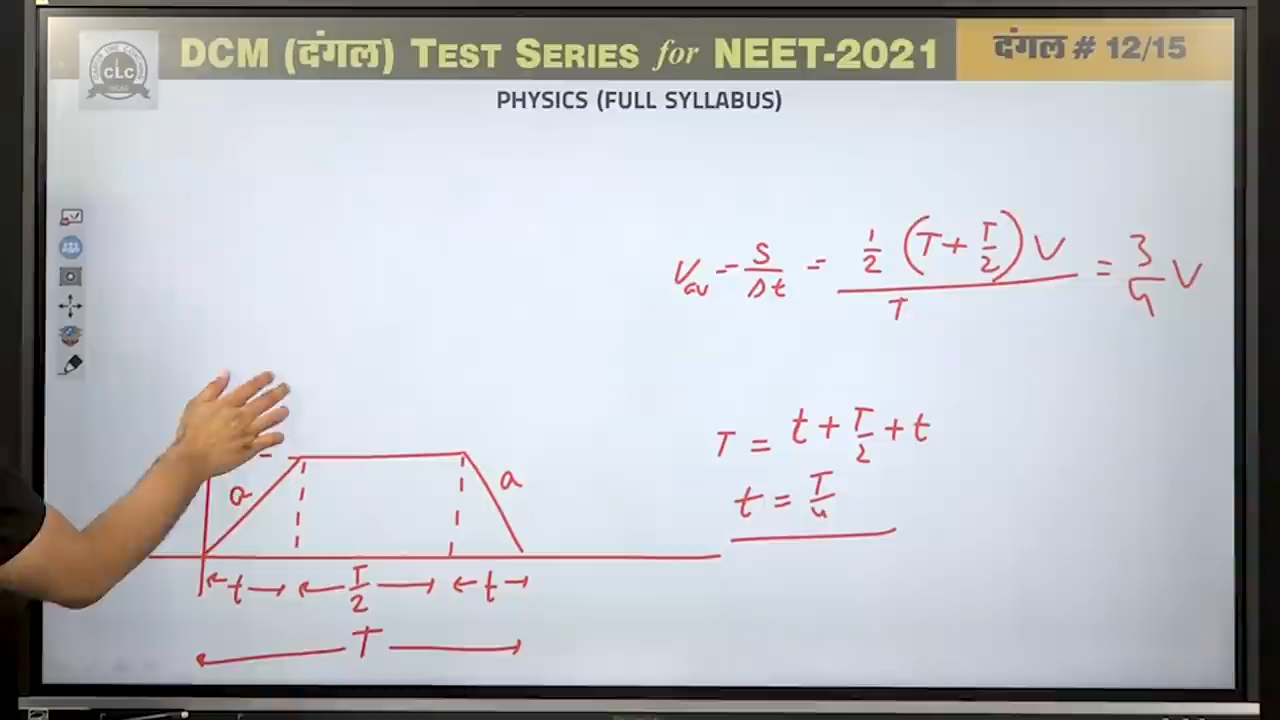 DCM (दंगल) TEST SERIES for NEET-2021
दंगल # 12/15
CLC
PHYSICS (FULL SYLLABUS)
V_av = S/Δt = 1/2 (T + T/2) V / T = 3/4 V
T = t + T/2 + t
t = T/4
a a
t T/2 t
T